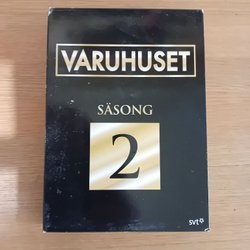 VARUHUSET
SÄSONG
2
svt